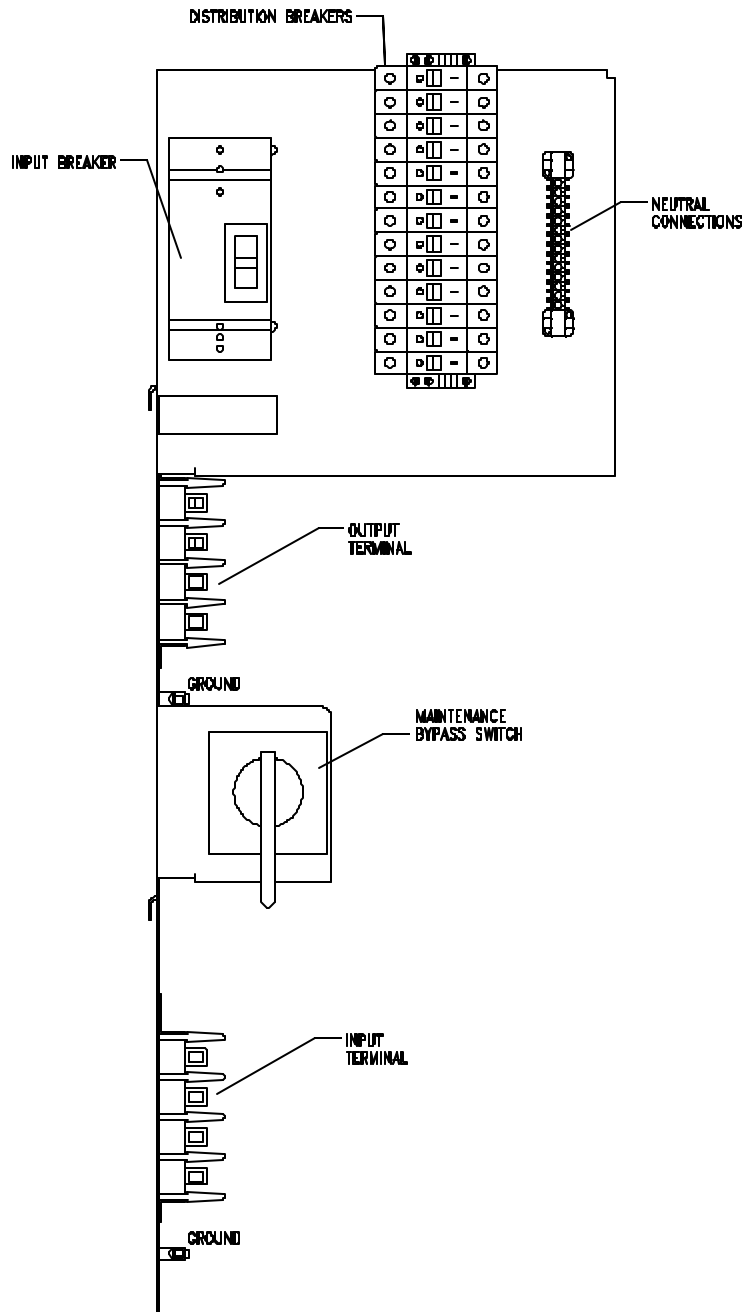 DISTRIBUTION BREAKERS
INPUT BREAKER
NEUTRAL
CONNECTIONS
OUTPUT
TERMINAL
GROUND
MAINTENANCE
BYPASS SWITCH
INPUT
TERMINAL
GROUND